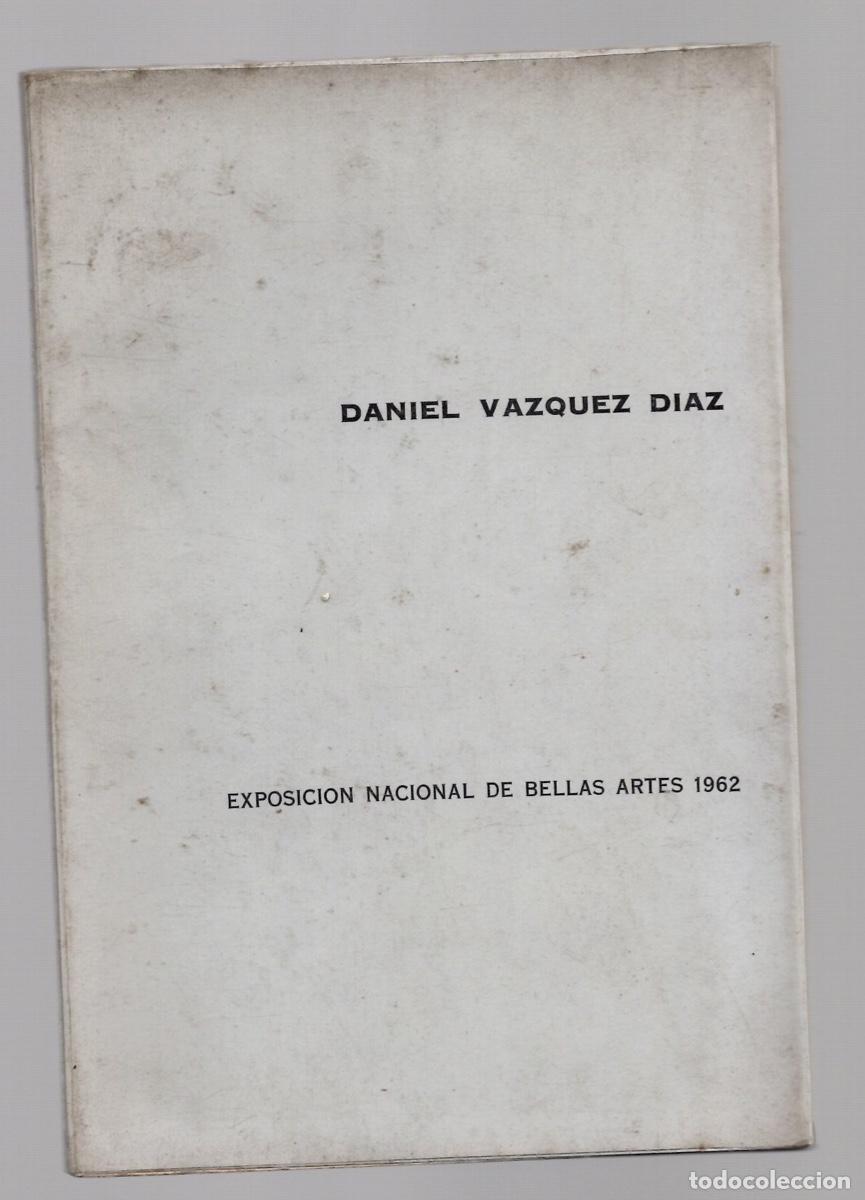 DANIEL VAZQUEZ DIAZ
EXPOSICION NACIONAL DE BELLAS ARTES 1962
todocoleccion